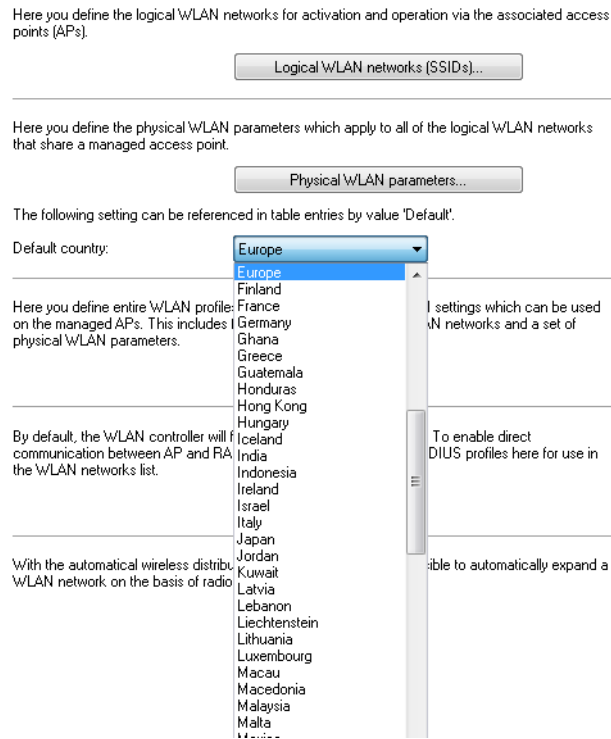 Here you define the logical WLAN networks for activation and operation via the associated access
points (APs).
Logical WLAN networks (SSIDs)...
Here you define the physical WLAN parameters which apply to all of the logical WLAN networks
that share a managed access point.
Physical WLAN parameters...
The following setting can be referenced in table entries by value 'Default'.
Default country: Europe
Europe
Finland
Here you define entire WLAN profile France l settings which can be used
on the managed APs. This includes Germany N networks and a set of
Ghana
physical WLAN parameters.
Greece
Guatemala
Honduras
Hong Kong
Hungary
By default, the WLAN controller will f Iceland To enable direct
communication between AP and RA India DIUS profiles here for use in
the WLAN networks list. Indonesia
Ireland
Israel
Italy
Japan
Jordan
With the automatical wireless distribu Kuwait ible to automatically expand a
WLAN network on the basis of radio Latvia
Lebanon
Liechtenstein
Lithuania
Luxembourg
Macau
Macedonia
Malaysia
Malta